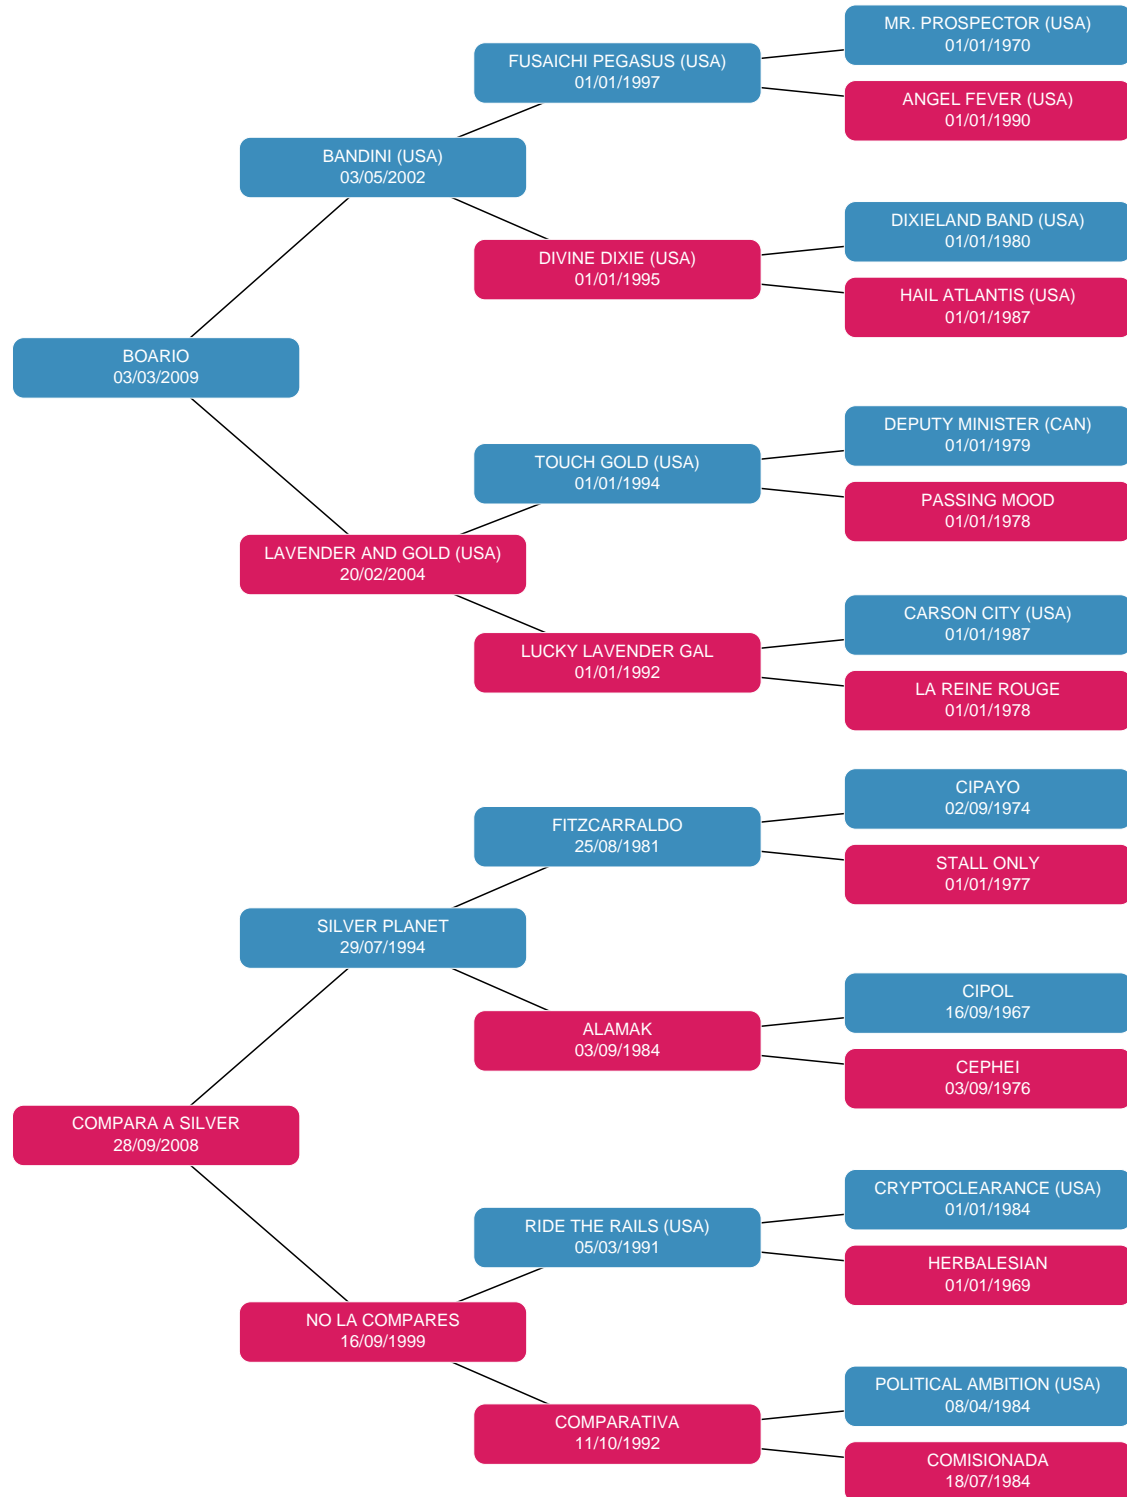 MR. PROSPECTOR (USA)
01/01/1970
FUSAICHI PEGASUS (USA)
01/01/1997
ANGEL FEVER (USA)
01/01/1990
BANDINI (USA)
03/05/2002
DIXIELAND BAND (USA)
01/01/1980
DIVINE DIXIE (USA)
01/01/1995
HAIL ATLANTIS (USA)
01/01/1987
BOARIO
03/03/2009
DEPUTY MINISTER (CAN)
01/01/1979
TOUCH GOLD (USA)
01/01/1994
PASSING MOOD
01/01/1978
LAVENDER AND GOLD (USA)
20/02/2004
CARSON CITY (USA)
01/01/1987
LUCKY LAVENDER GAL
01/01/1992
LA REINE ROUGE
01/01/1978
CIPAYO
02/09/1974
FITZCARRALDO
25/08/1981
STALL ONLY
01/01/1977
SILVER PLANET
29/07/1994
CIPOL
16/09/1967
ALAMAK
03/09/1984
CEPHEI
03/09/1976
COMPARA A SILVER
28/09/2008
CRYPTOCLEARANCE (USA)
01/01/1984
RIDE THE RAILS (USA)
05/03/1991
HERBALESIAN
01/01/1969
NO LA COMPARES
16/09/1999
POLITICAL AMBITION (USA)
08/04/1984
COMPARATIVA
11/10/1992
COMISIONADA
18/07/1984